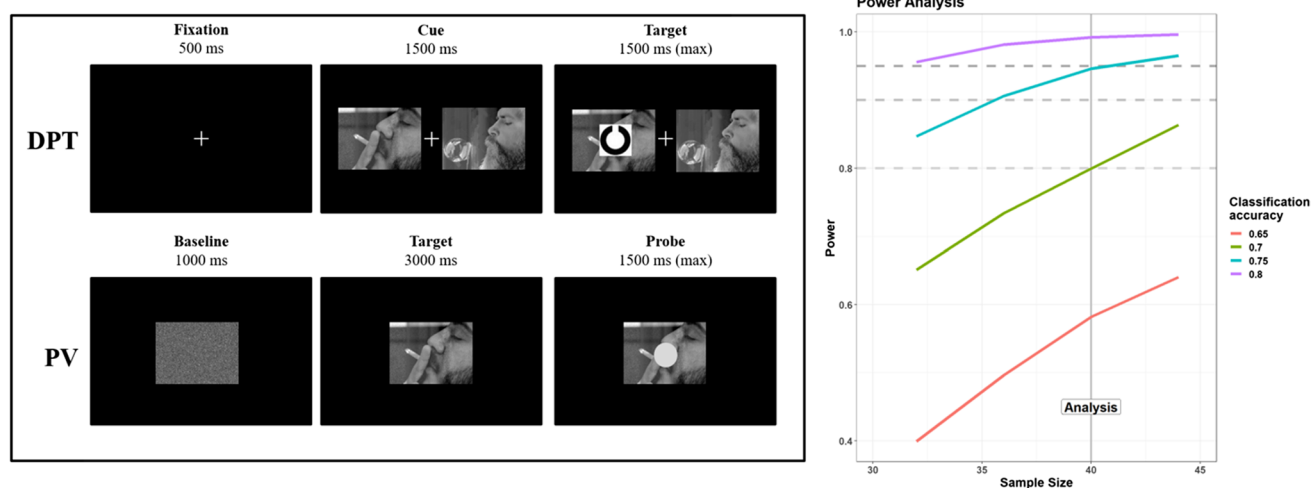 Fixation
500 ms
Cue
1500 ms
Target
1500 ms (max)
DPT
Baseline
1000 ms
Target
3000 ms
Probe
1500 ms (max)
PV
Power Analysis
1.0
0.8
0.6
0.4
Power
30
35
40
45
Sample Size
Analysis
Classification
accuracy
0.65
0.7
0.75
0.8